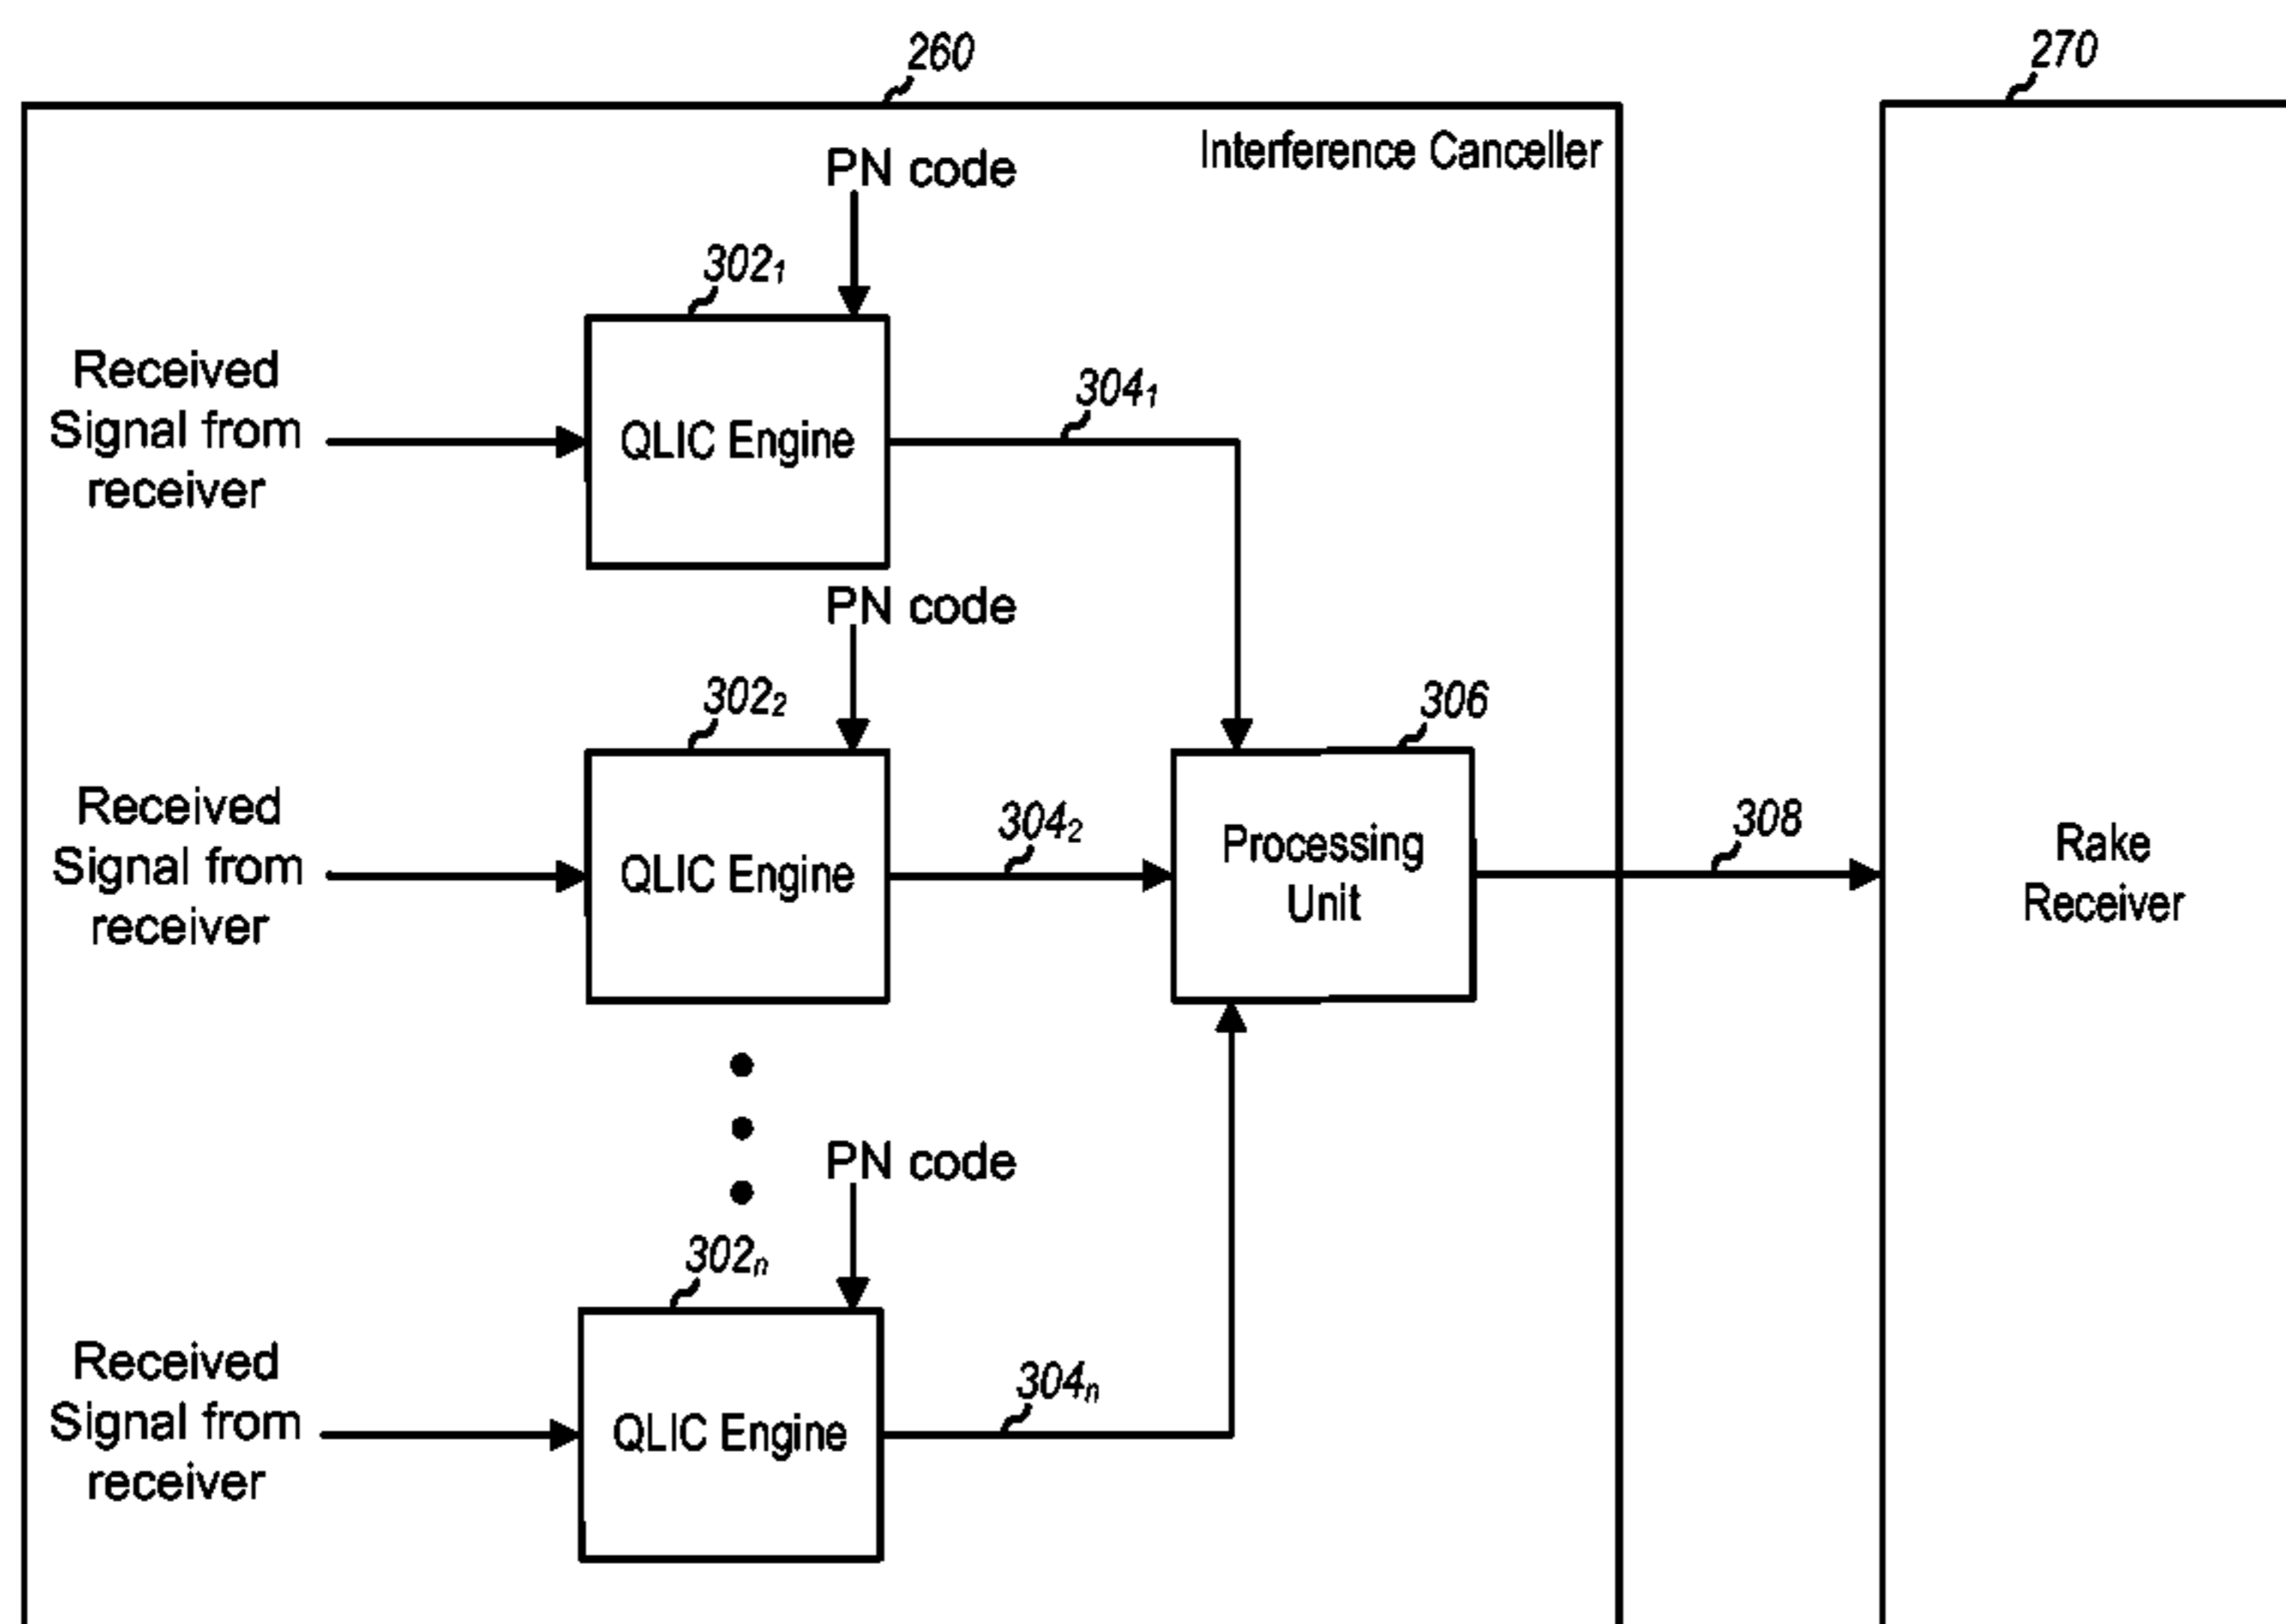 260
270
Interference Canceller
PN code
302₁
Received
Signal from
receiver
QLIC Engine
304₁
PN code
302₂
306
Received
Signal from
receiver
QLIC Engine
304₂
Processing
Unit
308
Rake
Receiver
PN code
302ₙ
Received
Signal from
receiver
QLIC Engine
304ₙ